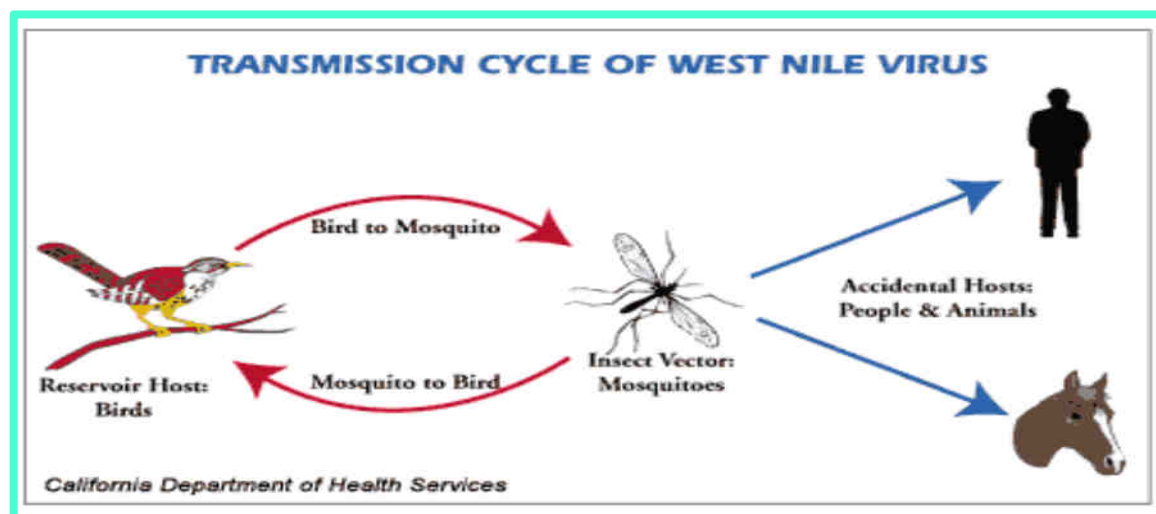 TRANSMISSION CYCLE OF WEST NILE VIRUS
Bird to Mosquito
Accidental Hosts:
People & Animals
Insect Vector:
Mosquitoes
Mosquito to Bird
Reservoir Host:
Birds
California Department of Health Services